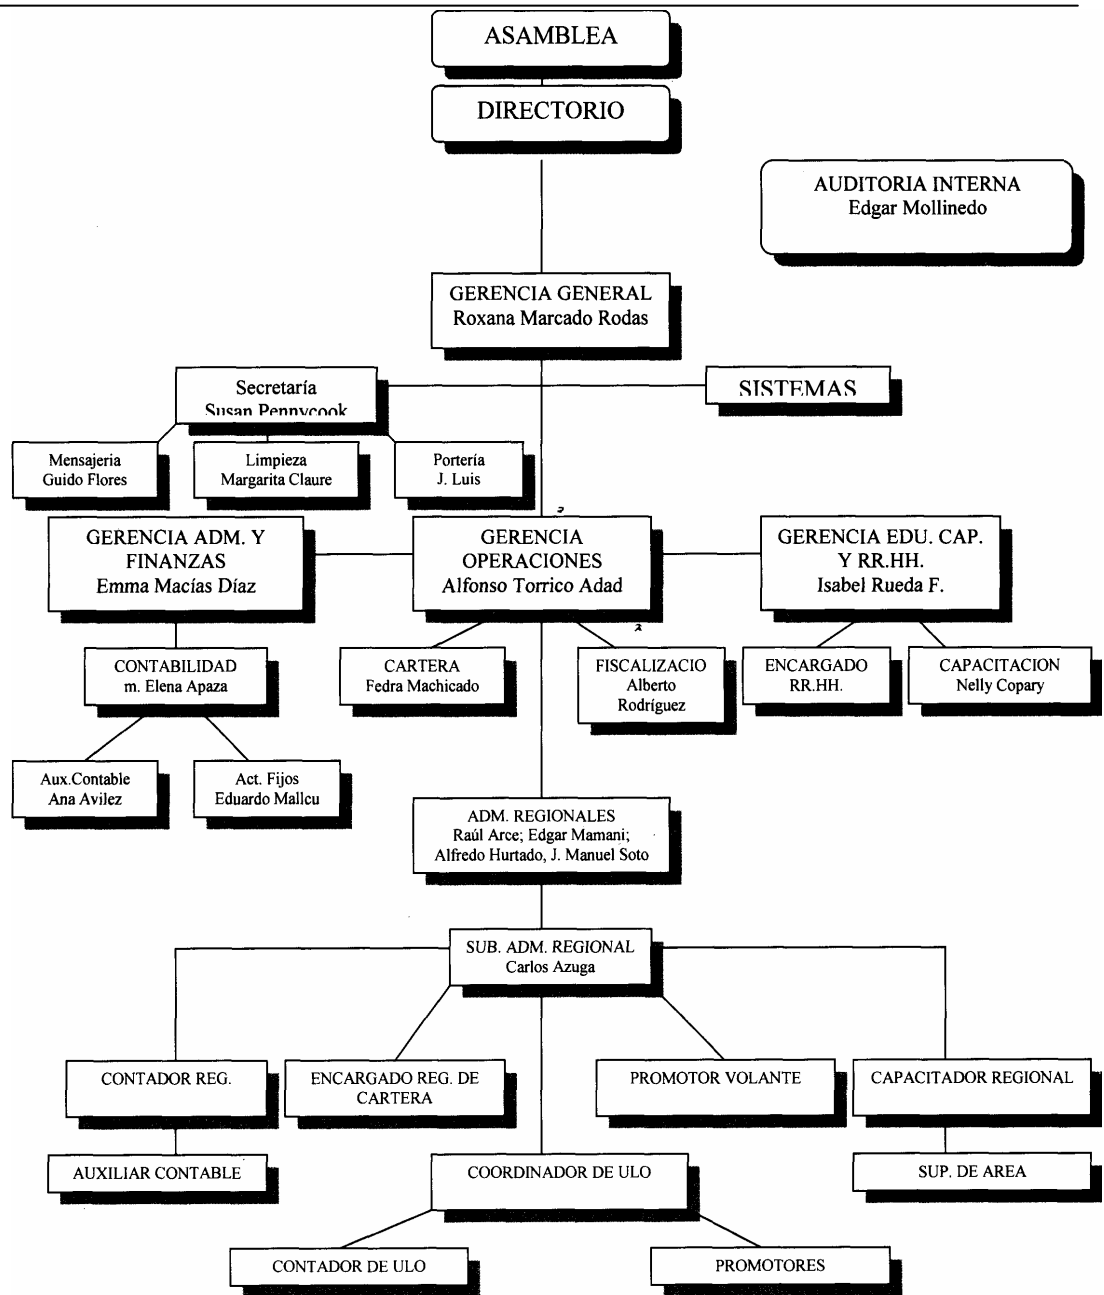 ASAMBLEA
DIRECTORIO
AUDITORIA INTERNA
Edgar Mollinedo
GERENCIA GENERAL
Roxana Marcado Rodas
Secretaría
Susan Pennycook
SISTEMAS
Mensajeria
Guido Flores
Limpieza
Margarita Claure
Portería
J. Luis
GERENCIA ADM. Y
FINANZAS
Emma Macías Díaz
GERENCIA
OPERACIONES
Alfonso Torrico Adad
GERENCIA EDU. CAP.
Y RR.HH.
Isabel Rueda F.
CONTABILIDAD
m. Elena Apaza
CARTERA
Fedra Machicado
FISCALIZACIO
Alberto
Rodríguez
ENCARGADO
RR.HH.
CAPACITACION
Nelly Copary
Aux.Contable
Ana Avilez
Act. Fijos
Eduardo Mallcu
ADM. REGIONALES
Raúl Arce; Edgar Mamani;
Alfredo Hurtado, J. Manuel Soto
SUB. ADM. REGIONAL
Carlos Azuga
CONTADOR REG.
ENCARGADO REG. DE
CARTERA
PROMOTOR VOLANTE
CAPACITADOR REGIONAL
AUXILIAR CONTABLE
COORDINADOR DE ULO
SUP. DE AREA
CONTADOR DE ULO
PROMOTORES